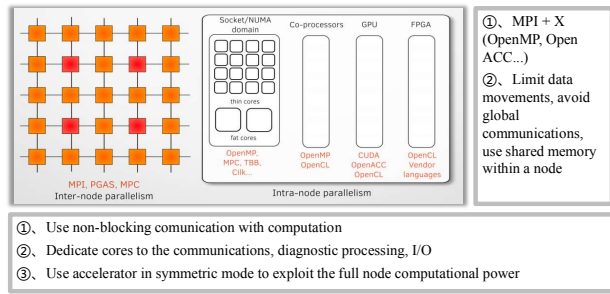 Socket/NUMA
domain
Co-processors
GPU
FPGA
thin cores
fat cores
OpenMP,
MPC, TBB,
Cilk...
OpenMP
OpenCL
CUDA
OpenACC
OpenCL
OpenCL
Vendor
languages
MPI, PGAS, MPC
Inter-node parallelism
Intra-node parallelism
①、 MPI + X
(OpenMP, Open
ACC...)
②、Limit data
movements, avoid
global
communications,
use shared memory
within a node
①、Use non-blocking comunication with computation
②、Dedicate cores to the communications, diagnostic processing, I/O
③、Use accelerator in symmetric mode to exploit the full node computational power